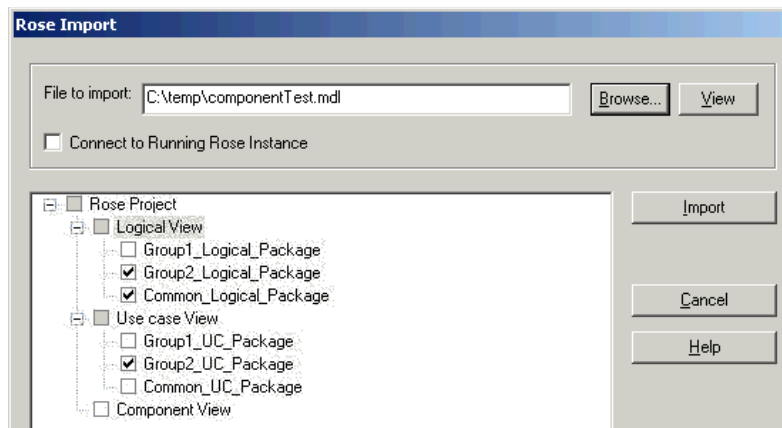 Rose Import
File to import: C:\temp\componentTest.mdl Browse... View
Connect to Running Rose Instance
Rose Project
Import
Logical View
Group1_Logical_Package
Group2_Logical_Package
Common_Logical_Package
Cancel
Use case View
Group1_UC_Package
Help
Group2_UC_Package
Common_UC_Package
Component View